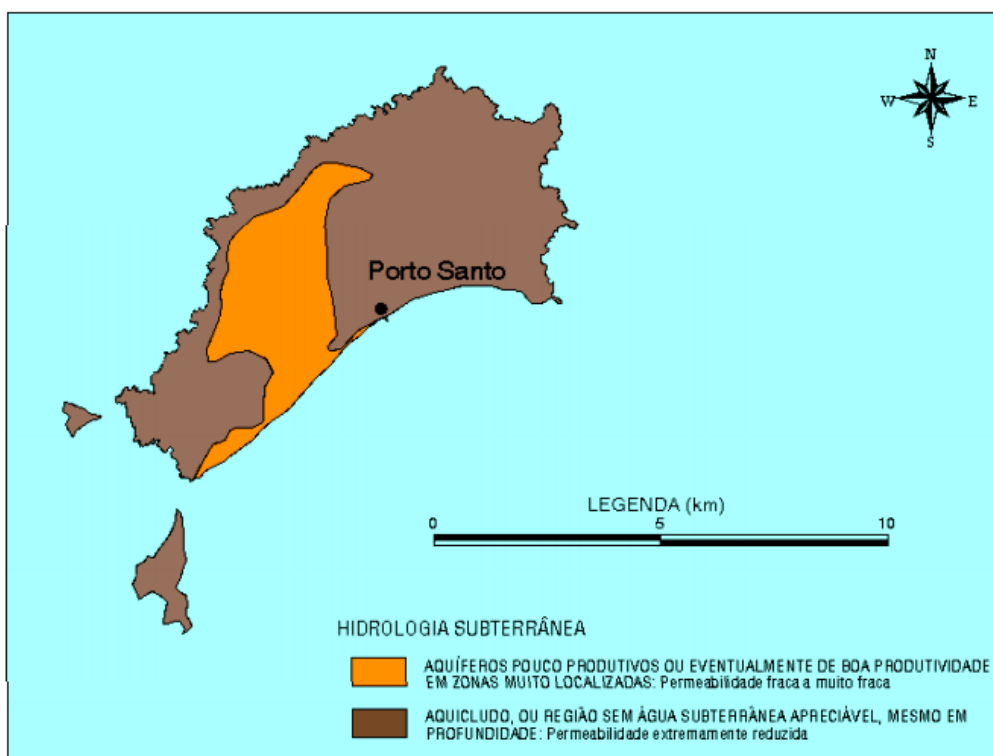 N
W E
S
Porto Santo
LEGENDA (km)
0 5 10
HIDROLOGIA SUBTERRÂNEA
AQUÍFEROS POUCO PRODUTIVOS OU EVENTUALMENTE DE BOA PRODUTIVIDADE
EM ZONAS MUITO LOCALIZADAS: Permeabilidade fraca a muito fraca
AQUICLUDO, OU REGIÃO SEM ÁGUA SUBTERRÂNEA APRECIÁVEL, MESMO EM
PROFUNDIDADE: Permeabilidade extremamente reduzida